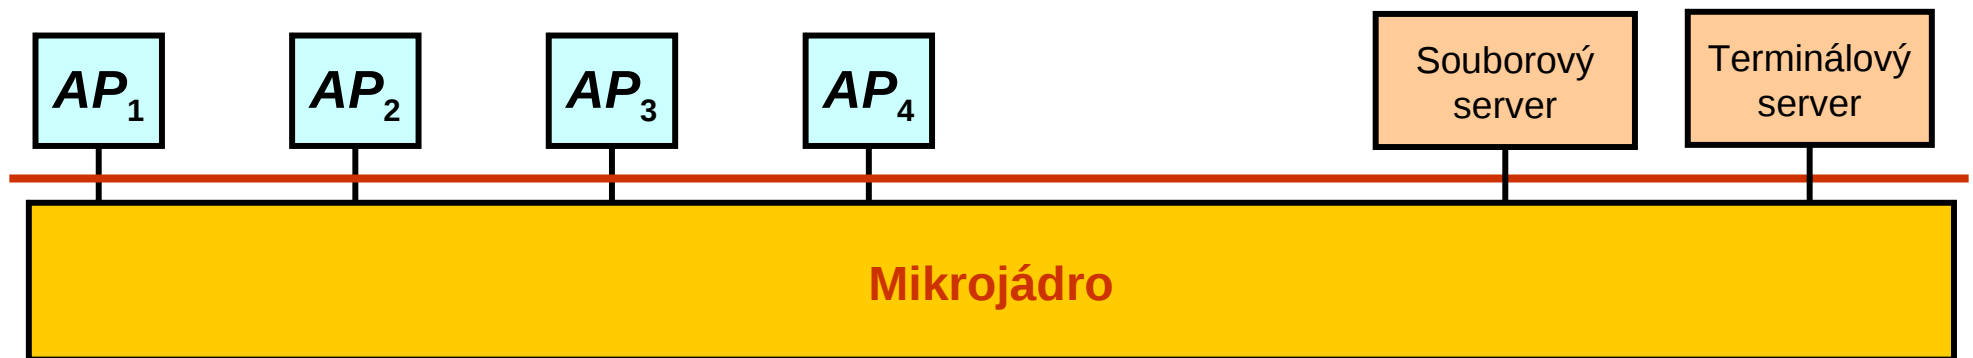 AP1
AP2
AP3
AP4
Souborový
server
Terminálový
server
Mikrojádro